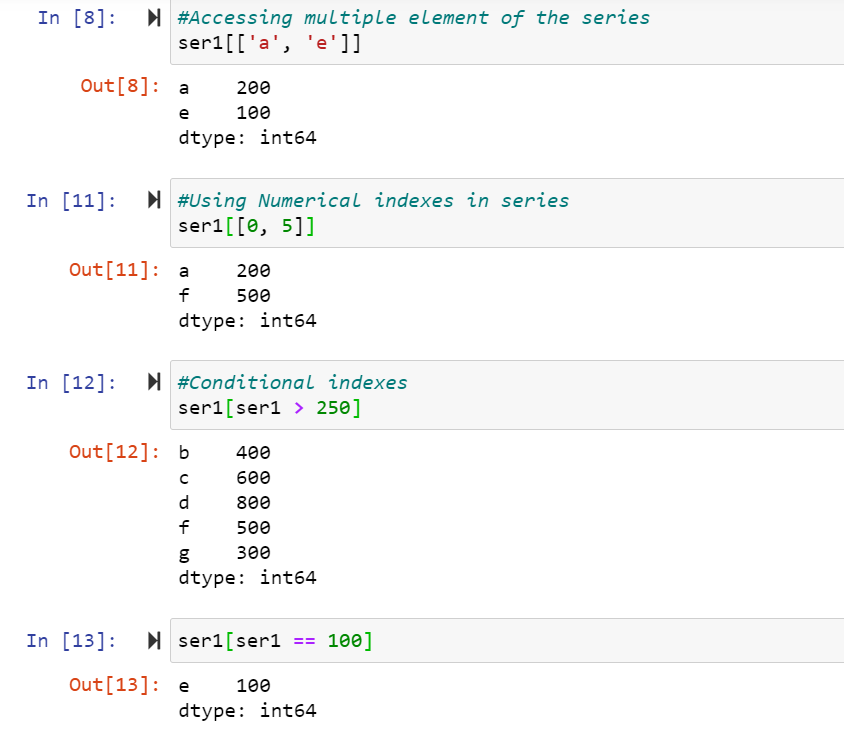 In [8]: #Accessing multiple element of the series
ser1[['a', 'e']]
Out[8]: a    200
e    100
dtype: int64
In [11]: #Using Numerical indexes in series
ser1[[0, 5]]
Out[11]: a    200
f    500
dtype: int64
In [12]: #Conditional indexes
ser1[ser1 > 250]
Out[12]: b    400
c    600
d    800
f    500
g    300
dtype: int64
In [13]: ser1[ser1 == 100]
Out[13]: e    100
dtype: int64